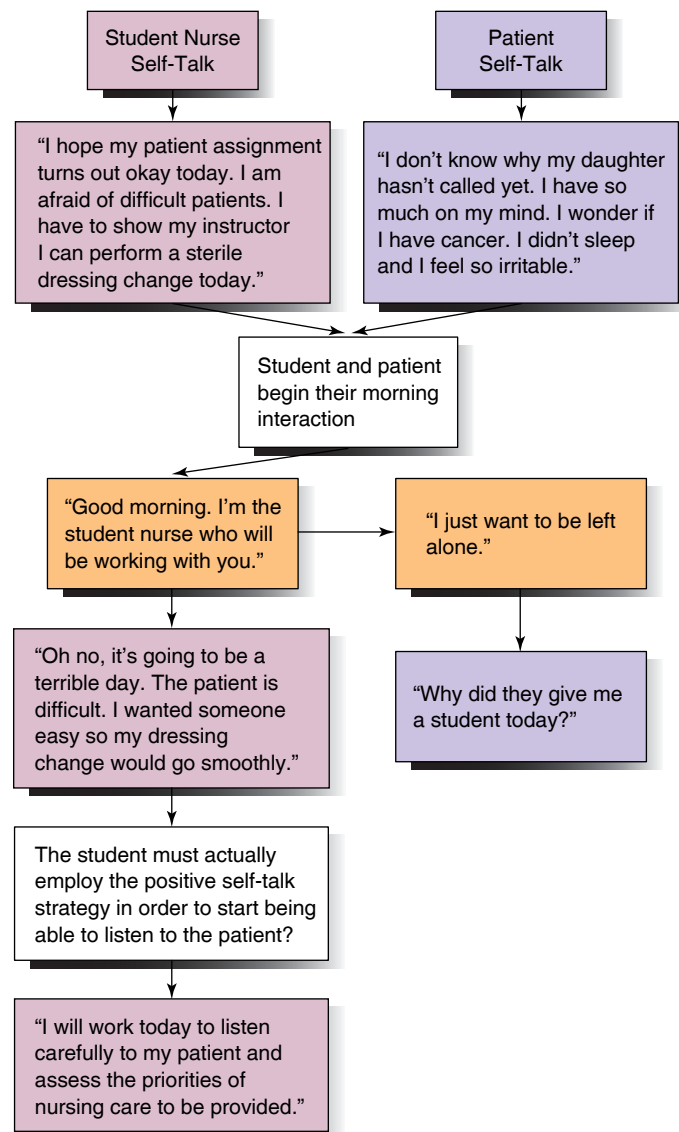 Student Nurse
Self-Talk
Patient
Self-Talk
“I hope my patient assignment
turns out okay today. I am
afraid of difficult patients. I
have to show my instructor
I can perform a sterile
dressing change today.”
“I don’t know why my daughter
hasn’t called yet. I have so
much on my mind. I wonder if
I have cancer. I didn’t sleep
and I feel so irritable.”
Student and patient
begin their morning
interaction
“Good morning. I’m the
student nurse who will
be working with you.”
“I just want to be left
alone.”
“Oh no, it’s going to be a
terrible day. The patient is
difficult. I wanted someone
easy so my dressing
change would go smoothly.”
“Why did they give me
a student today?”
The student must actually
employ the positive self-talk
strategy in order to start being
able to listen to the patient?
“I will work today to listen
carefully to my patient and
assess the priorities of
nursing care to be provided.”